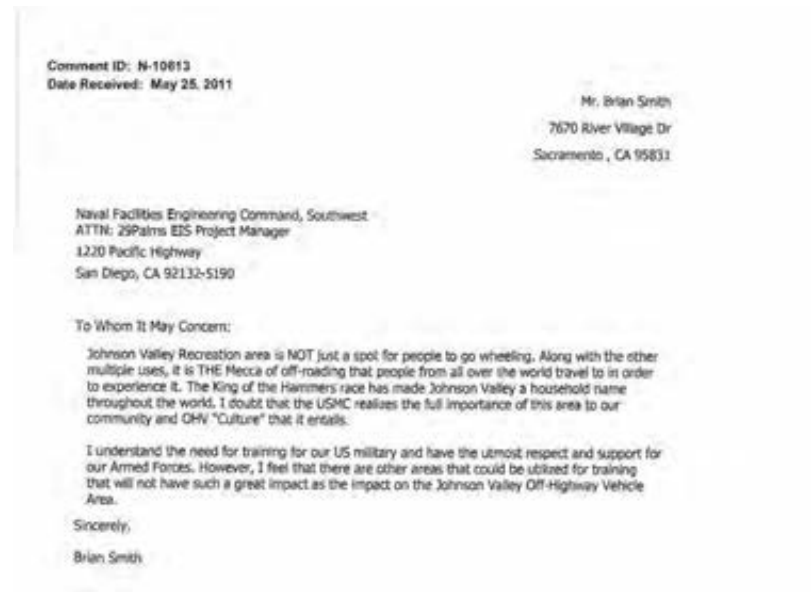 Comment ID: N-10613
Date Received: May 25, 2011
Mr. Brian Smith
7670 River Village Dr
Sacramento , CA 95831
Naval Facilities Engineering Command, Southwest
ATTN: 29Palms EIS Project Manager
1220 Pacific Highway
San Diego, CA 92132-5190
To Whom It May Concern:
Johnson Valley Recreation area is NOT just a spot for people to go wheeling. Along with the other
multiple uses, it is THE Mecca of off-roading that people from all over the world travel to in order
to experience it. The King of the Hammers race has made Johnson Valley a household name
throughout the world. I doubt that the USMC realizes the full importance of this area to our
community and OHV "Culture" that it entails.
I understand the need for training for our US military and have the utmost respect and support for
our Armed Forces. However, I feel that there are other areas that could be utilized for training
that will not have such a great impact as the impact on the Johnson Valley Off-Highway Vehicle
Area.
Sincerely,
Brian Smith